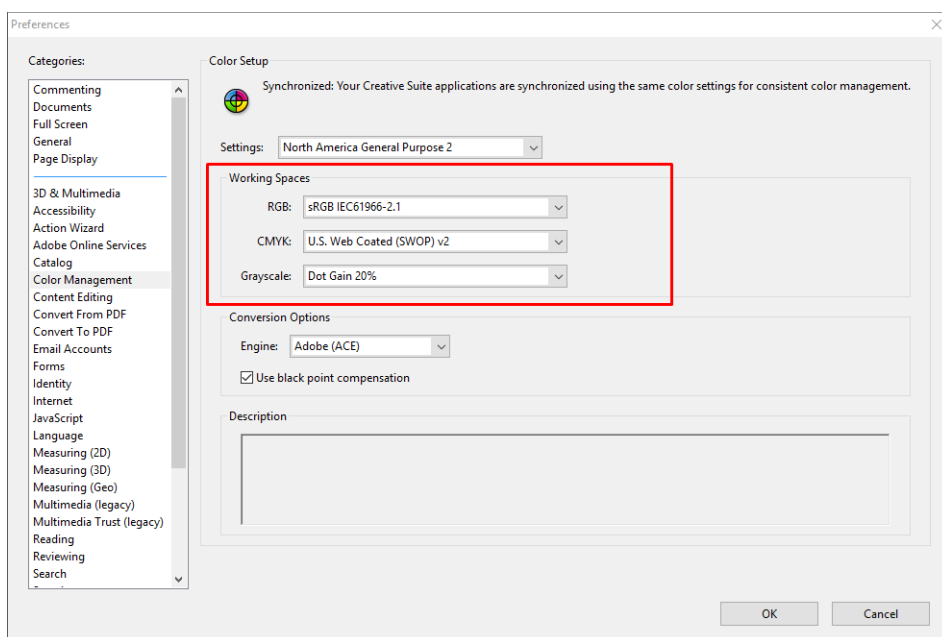 Preferences
Categories:
Commenting
Documents
Full Screen
General
Page Display
3D & Multimedia
Accessibility
Action Wizard
Adobe Online Services
Catalog
Color Management
Content Editing
Convert From PDF
Convert To PDF
Email Accounts
Forms
Identity
Internet
JavaScript
Language
Measuring (2D)
Measuring (3D)
Measuring (Geo)
Multimedia (legacy)
Multimedia Trust (legacy)
Reading
Reviewing
Search
Color Setup
Synchronized: Your Creative Suite applications are synchronized using the same color settings for consistent color management.
Settings: North America General Purpose 2
Working Spaces
RGB: sRGB IEC61966-2.1
CMYK: U.S. Web Coated (SWOP) v2
Grayscale: Dot Gain 20%
Conversion Options
Engine: Adobe (ACE)
Use black point compensation
Description
OK Cancel